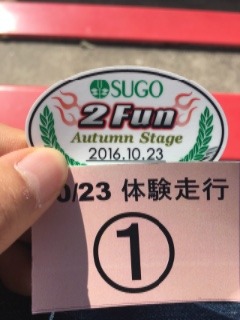 SUGO
2 Fun
Autumn Stage
2016.10.23
0/23 体験走行
①